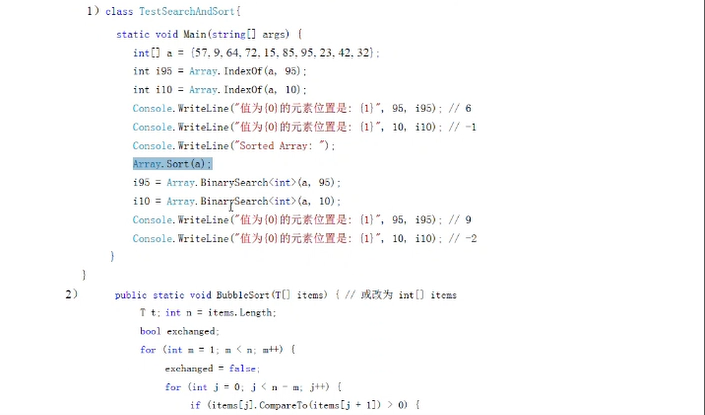 1) class TestSearchAndSort{
static void Main(string[] args) {
int[] a = {57, 9, 64, 72, 15, 85, 95, 23, 42, 32};
int i95 = Array.IndexOf(a, 95);
int i10 = Array.IndexOf(a, 10);
Console.WriteLine("值为{0}的元素位置是: {1}", 95, i95); // 6
Console.WriteLine("值为{0}的元素位置是: {1}", 10, i10); // -1
Console.WriteLine("Sorted Array: ");
Array.Sort(a);
i95 = Array.BinarySearch<int>(a, 95);
i10 = Array.BinarySearch<int>(a, 10);
Console.WriteLine("值为{0}的元素位置是: {1}", 95, i95); // 9
Console.WriteLine("值为{0}的元素位置是: {1}", 10, i10); // -2
}
}
2) public static void BubbleSort(T[] items) { // 或改为 int[] items
T t; int n = items.Length;
bool exchanged;
for (int m = 1; m < n; m++) {
exchanged = false;
for (int j = 0; j < n - m; j++) {
if (items[j].CompareTo(items[j + 1]) > 0) {